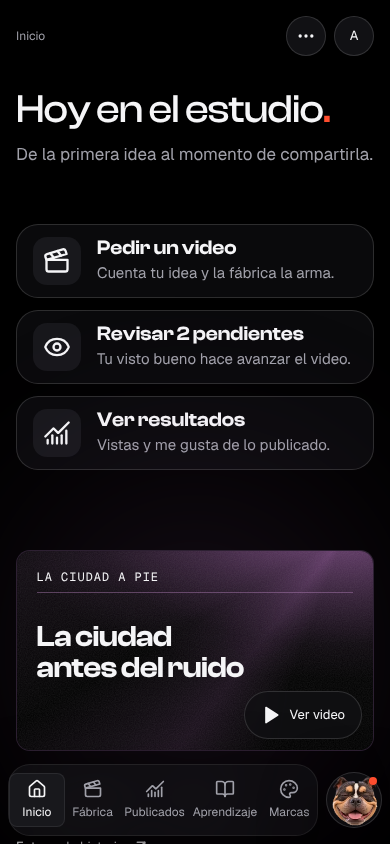 Inicio
A
Hoy en el estudio.
De la primera idea al momento de compartirla.
Pedir un video
Cuenta tu idea y la fábrica la arma.
Revisar 2 pendientes
Tu visto bueno hace avanzar el video.
Ver resultados
Vistas y me gusta de lo publicado.
LA CIUDAD A PIE
La ciudad
antes del ruido
Ver video
Inicio
Fábrica
Publicados
Aprendizaje
Marcas